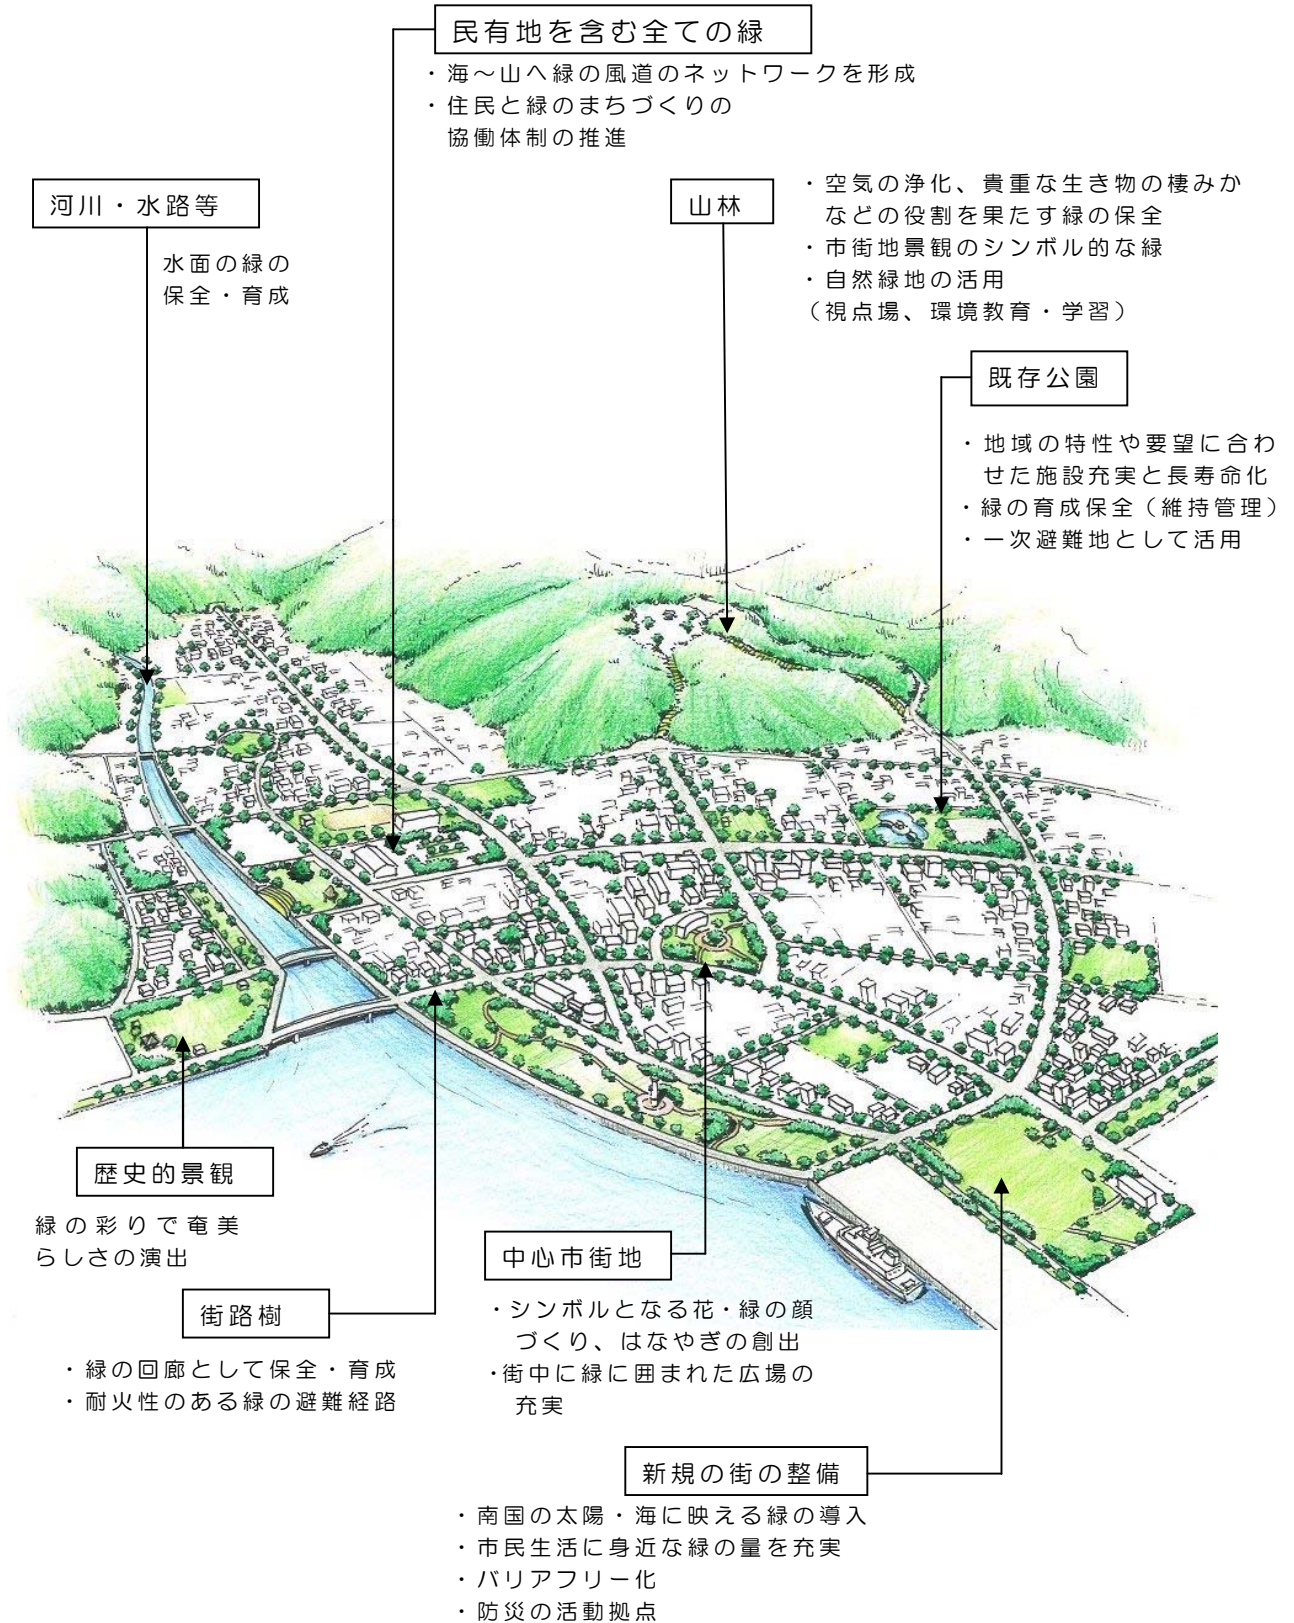 民有地を含む全ての緑
・海～山へ緑の風道のネットワークを形成
・住民と緑のまちづくりの
協働体制の推進
河川・水路等
水面の緑の
保全・育成
山林
・空気の浄化、貴重な生き物の棲みか
などの役割を果たす緑の保全
・市街地景観のシンボル的な緑
・自然緑地の活用
（視点場、環境教育・学習）
既存公園
・地域の特性や要望に合わ
せた施設充実と長寿命化
・緑の育成保全（維持管理）
・一次避難地として活用
歴史的景観
緑の彩りで奄美
らしさの演出
街路樹
・緑の回廊として保全・育成
・耐火性のある緑の避難経路
中心市街地
・シンボルとなる花・緑の顔
づくり、はなやぎの創出
・街中に緑に囲まれた広場の
充実
新規の街の整備
・南国の太陽・海に映える緑の導入
・市民生活に身近な緑の量を充実
・バリアフリー化
・防災の活動拠点